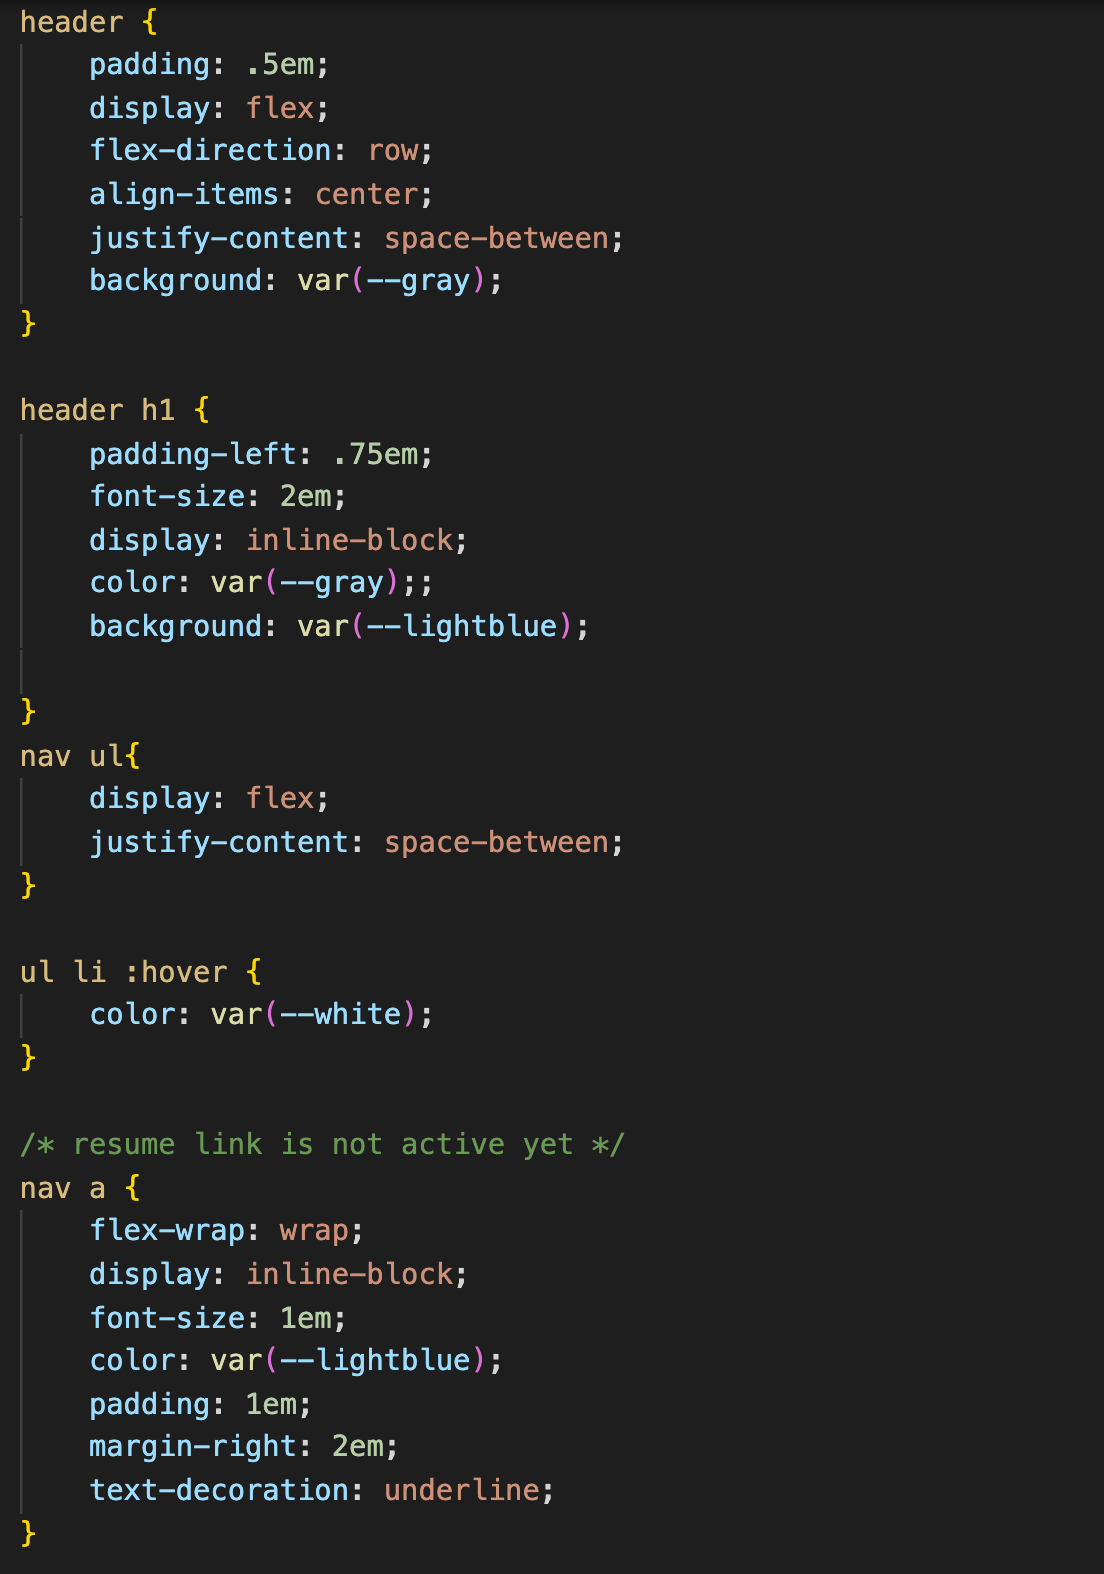 header {
    padding: .5em;
    display: flex;
    flex-direction: row;
    align-items: center;
    justify-content: space-between;
    background: var(--gray);
}

header h1 {
    padding-left: .75em;
    font-size: 2em;
    display: inline-block;
    color: var(--gray);;
    background: var(--lightblue);

}
nav ul{
    display: flex;
    justify-content: space-between;
}

ul li :hover {
    color: var(--white);
}

/* resume link is not active yet */
nav a {
    flex-wrap: wrap;
    display: inline-block;
    font-size: 1em;
    color: var(--lightblue);
    padding: 1em;
    margin-right: 2em;
    text-decoration: underline;
}